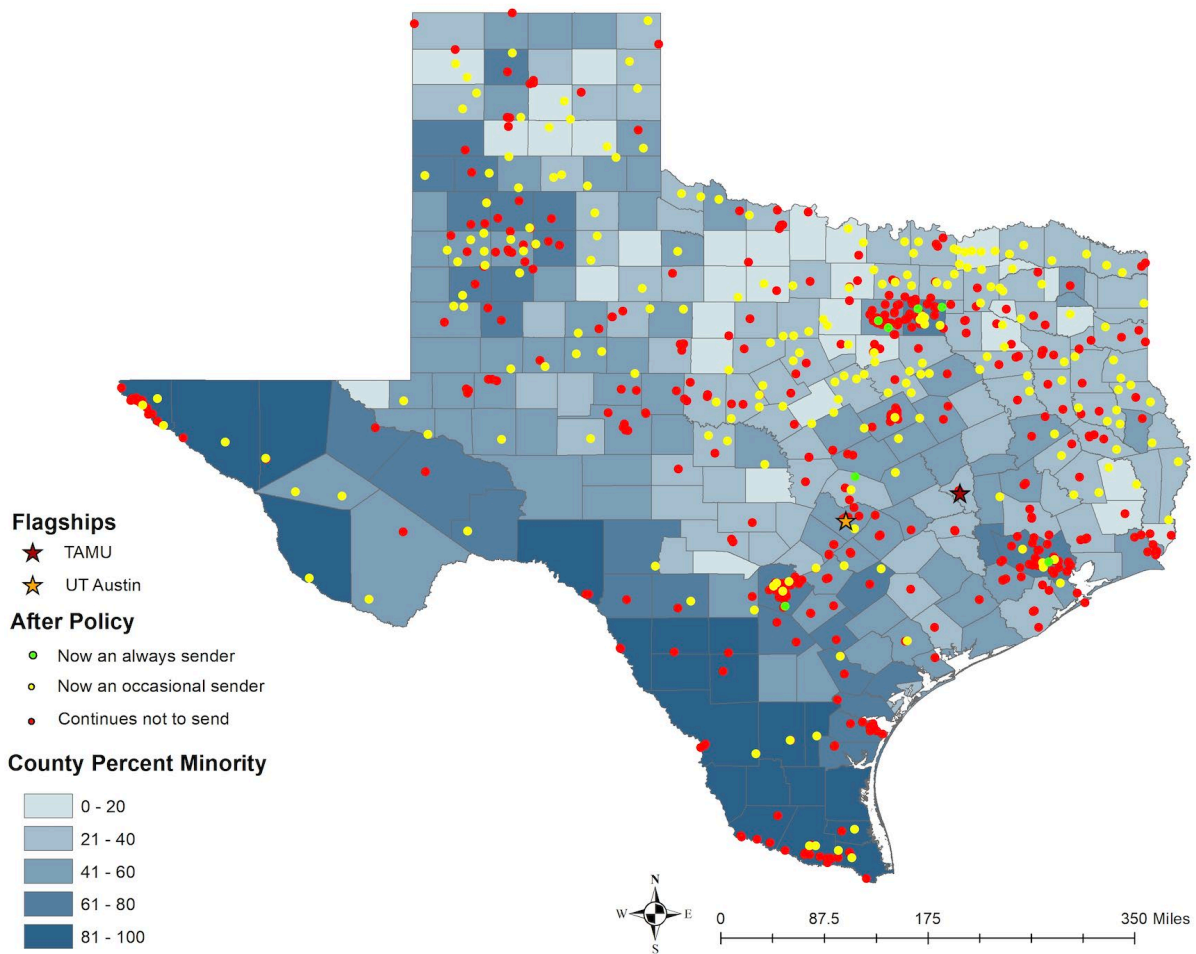 Flagships
TAMU
UT Austin
After Policy
Now an always sender
Now an occasional sender
Continues not to send
County Percent Minority
0 - 20
21 - 40
41 - 60
61 - 80
81 - 100
N
W E
S
0 87.5 175 350 Miles